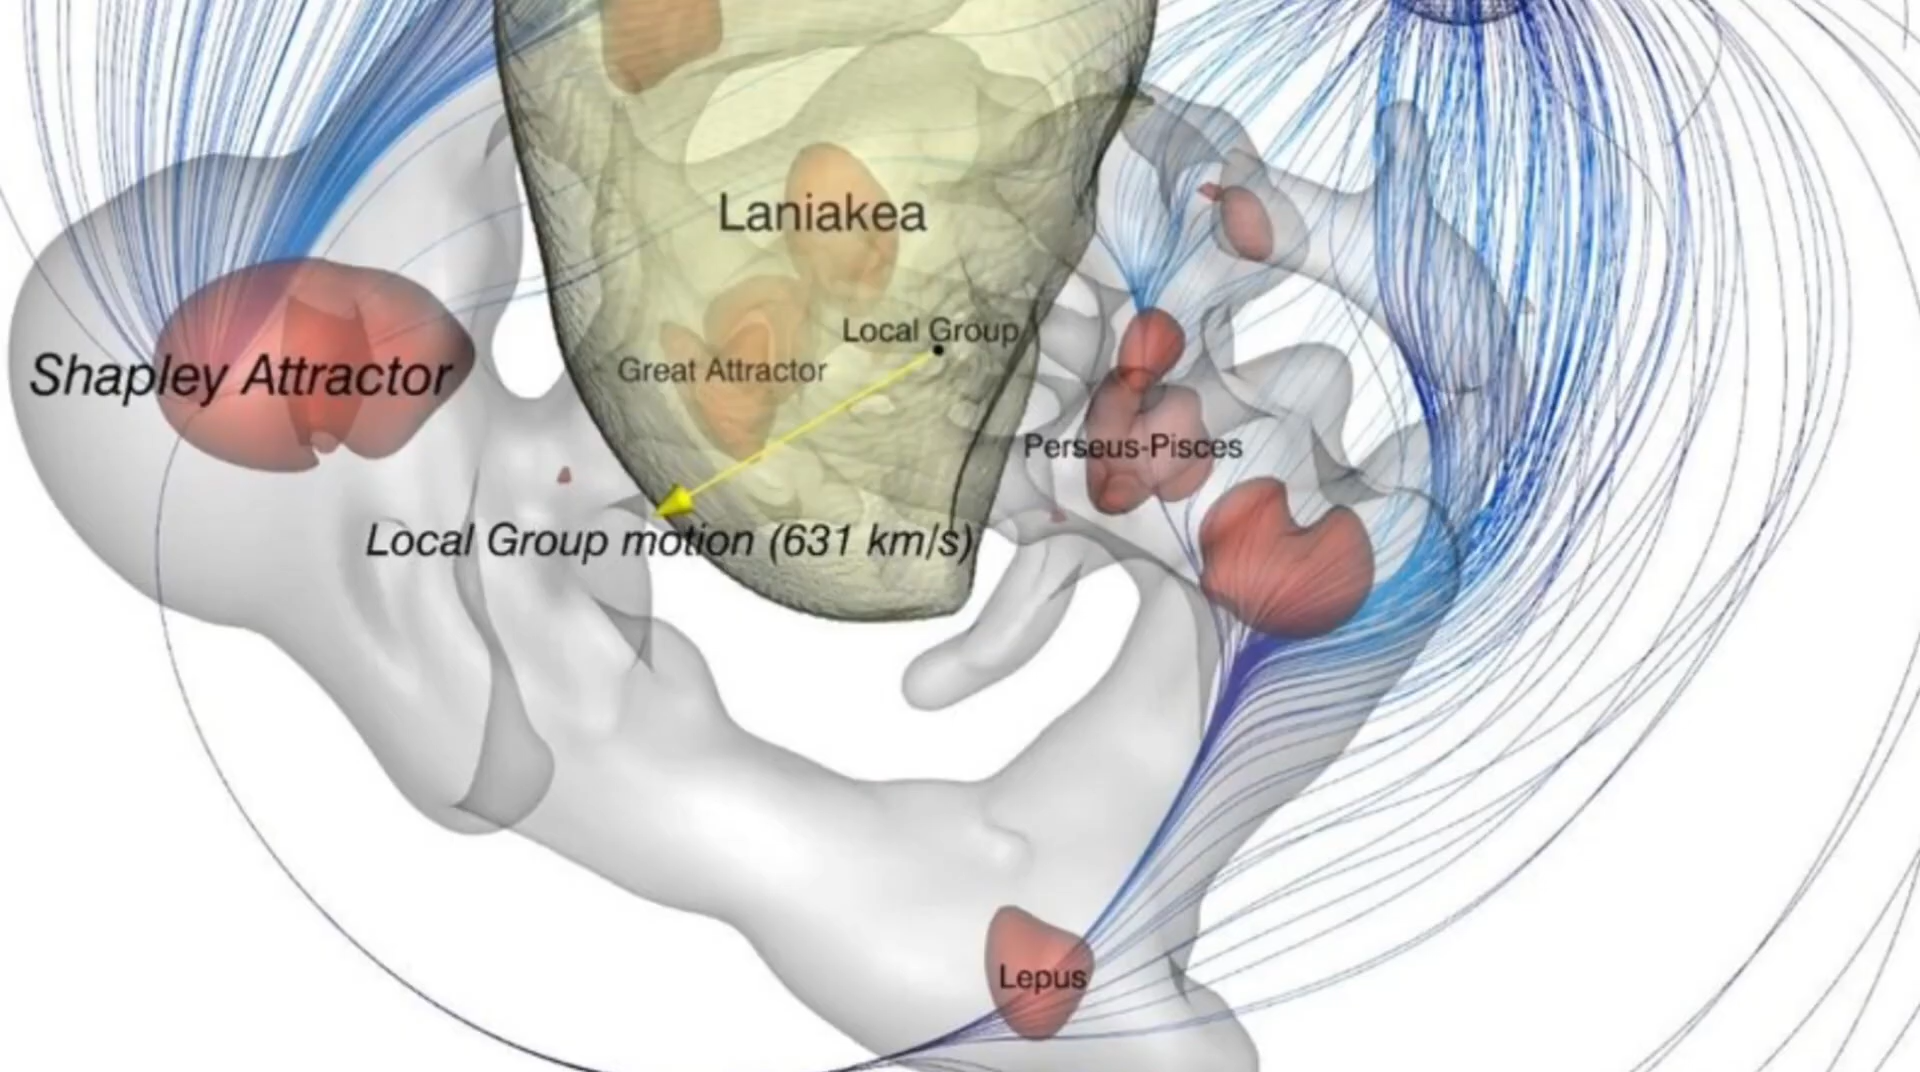 Laniakea
Local Group
Great Attractor
Shapley Attractor
Perseus-Pisces
Local Group motion (631 km/s)
Lepus